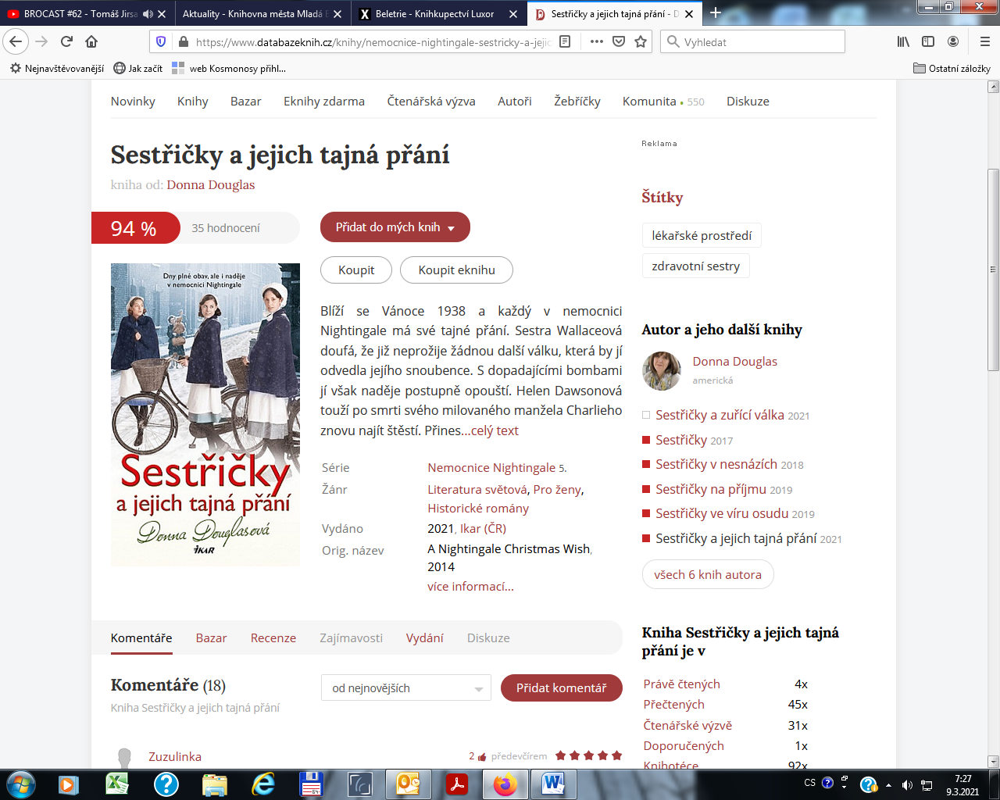 BROCAST #62 - Tomáš Jirsa
Aktuality - Knihovna města Mladá B
Beletrie - Knihkupectví Luxor
Sestřičky a jejich tajná přání - D
https://www.databazeknih.cz/knihy/nemocnice-nightingale-sestricky-a-jejic
Vyhledat
Nejnavštěvovanější
Jak začít
web Kosmonosy přihl...
Ostatní záložky
Novinky
Knihy
Bazar
Eknihy zdarma
Čtenářská výzva
Autoři
Žebříčky
Komunita • 550
Diskuze
Sestřičky a jejich tajná přání
kniha od: Donna Douglas
94 %
35 hodnocení
Přidat do mých knih
Koupit
Koupit eknihu
Dny plné obav, ale i naděje
v nemocnici Nightingale
Sestřičky
a jejich tajná přání
Donna Douglasová
IKAR
Blíží se Vánoce 1938 a každý v nemocnici
Nightingale má své tajné přání. Sestra Wallaceová
doufá, že již neprožije žádnou další válku, která by jí
odvedla jejího snoubence. S dopadajícími bombami
jí však naděje postupně opouští. Helen Dawsonová
touží po smrti svého milovaného manžela Charlieho
znovu najít štěstí. Přines...celý text
Série Nemocnice Nightingale 5.
Žánr Literatura světová, Pro ženy,
Historické romány
Vydáno 2021, Ikar (ČR)
Orig. název A Nightingale Christmas Wish,
2014
více informací...
Komentáře
Bazar
Recenze
Zajímavosti
Vydání
Diskuze
Komentáře (18)
Kniha Sestřičky a jejich tajná přání
od nejnovějších
Přidat komentář
Zuzulinka
2 předevčírem
Reklama
Štítky
lékařské prostředí
zdravotní sestry
Autor a jeho další knihy
Donna Douglas
americká
Sestřičky a zuřící válka 2021
Sestřičky 2017
Sestřičky v nesnázích 2018
Sestřičky na příjmu 2019
Sestřičky ve víru osudu 2019
Sestřičky a jejich tajná přání 2021
všech 6 knih autora
Kniha Sestřičky a jejich tajná
přání je v
Právě čtených 4x
Přečtených 45x
Čtenářské výzvě 31x
Doporučených 1x
Knihotéce 92x
CS
7:27
9.3.2021